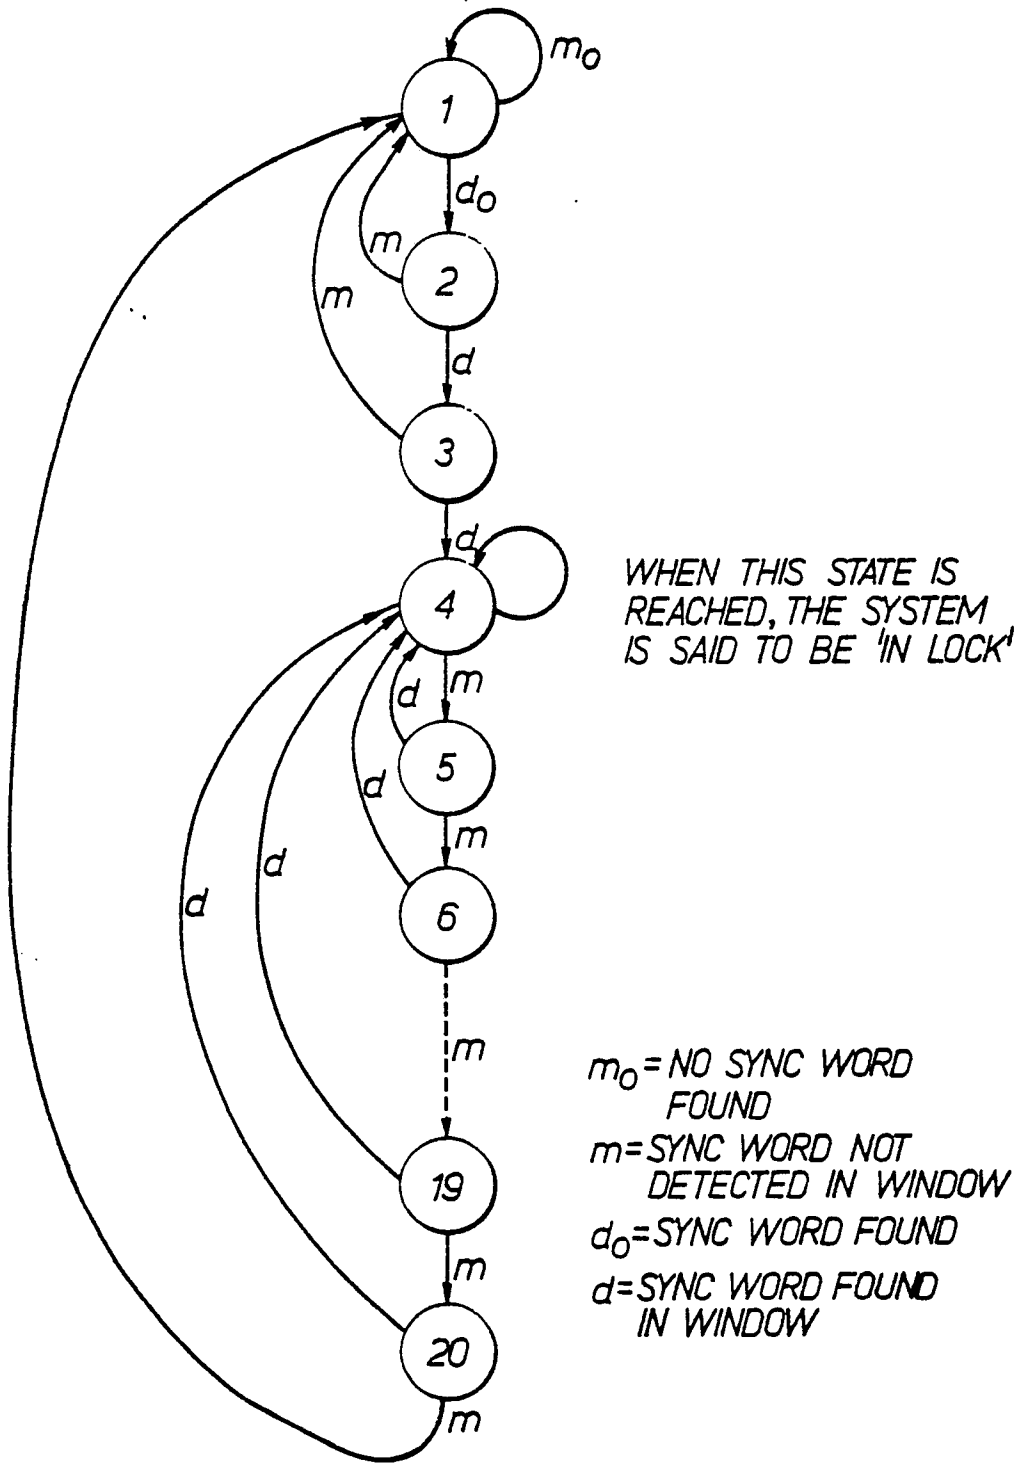 m₀
1
d₀
m
2
m
d
3
d
4
WHEN THIS STATE IS
REACHED, THE SYSTEM
IS SAID TO BE 'IN LOCK'
m
d
5
d
m
d
6
d
m
m₀ = NO SYNC WORD
FOUND
m = SYNC WORD NOT
DETECTED IN WINDOW
19
d₀ = SYNC WORD FOUND
m
d = SYNC WORD FOUND
IN WINDOW
20
m